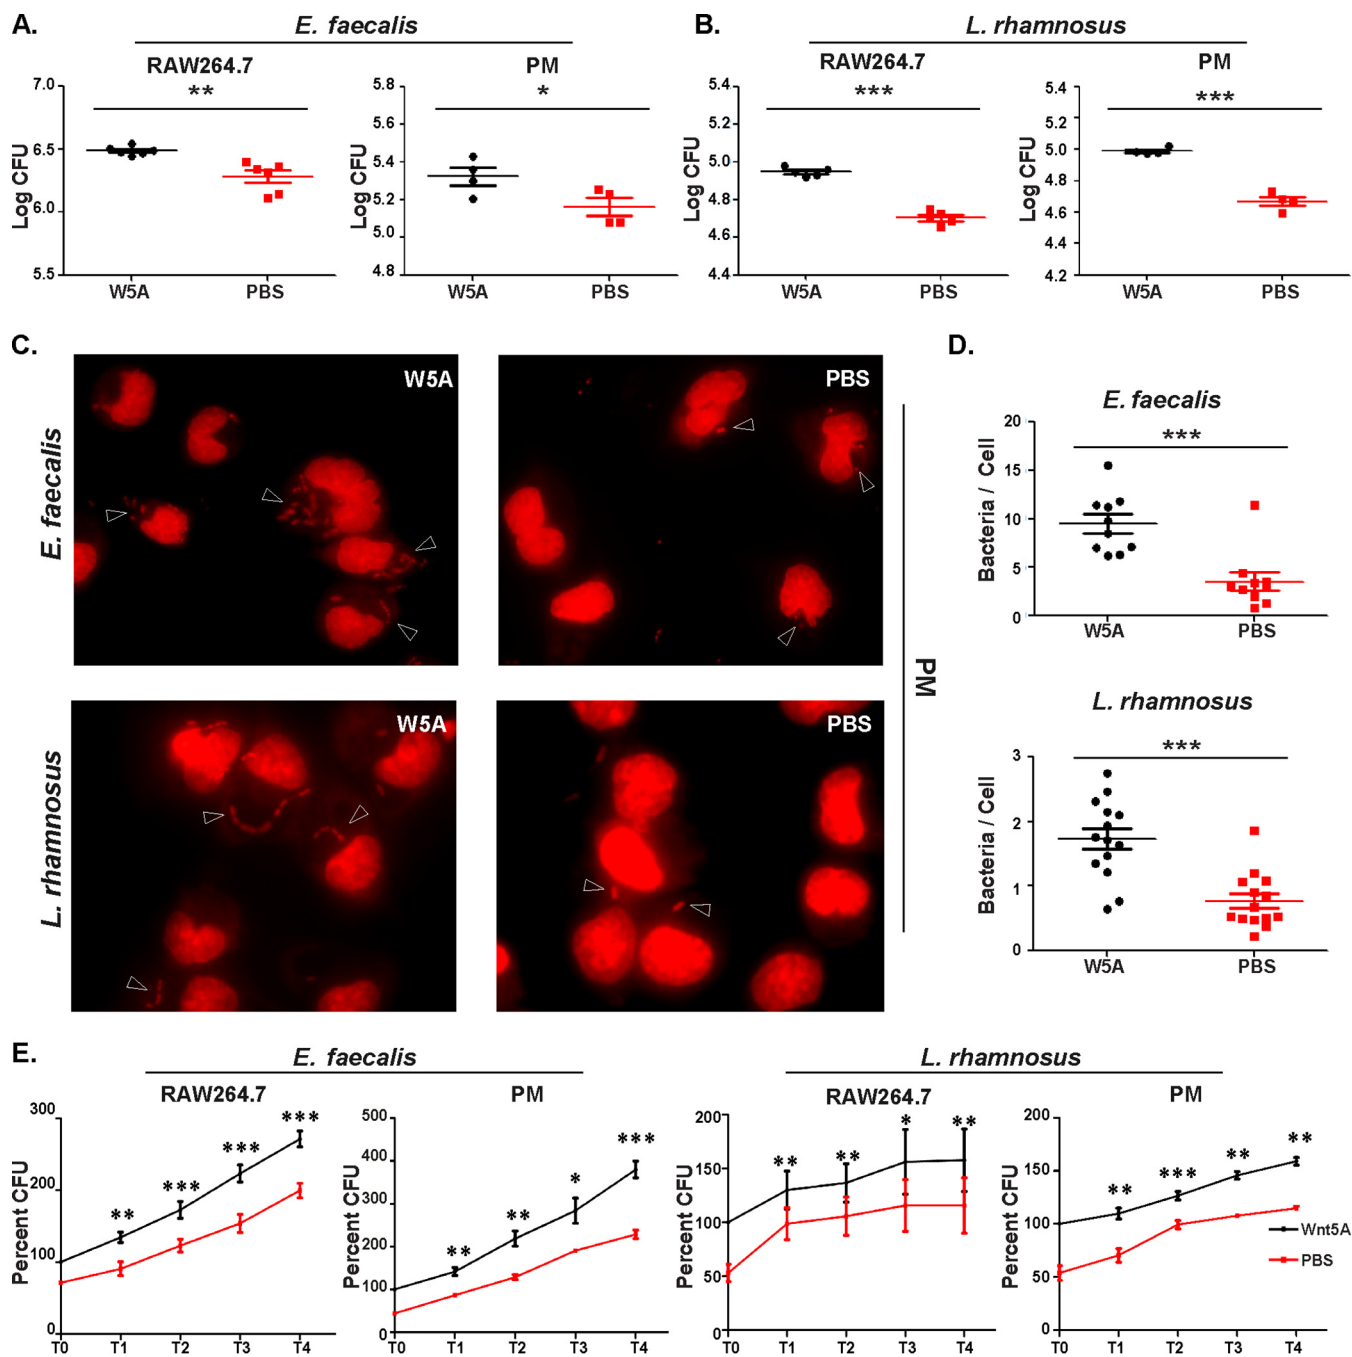 A.
E. faecalis
RAW264.7
PM
Log CFU
7.0
6.5
6.0
5.5
**
W5A
PBS
Log CFU
5.8
5.6
5.4
5.2
5.0
4.8
*
W5A
PBS
B.
L. rhamnosus
RAW264.7
PM
Log CFU
5.4
5.2
5.0
4.8
4.6
4.4
***
W5A
PBS
Log CFU
5.4
5.2
5.0
4.8
4.6
4.4
4.2
***
W5A
PBS
C.
E. faecalis
W5A
PBS
L. rhamnosus
W5A
PBS
PM
D.
E. faecalis
Bacteria / Cell
20
15
10
5
0
***
W5A
PBS
L. rhamnosus
Bacteria / Cell
3
2
1
0
***
W5A
PBS
E.
E. faecalis
RAW264.7
PM
Percent CFU
300
200
100
0
**
***
***
***
T0 T1 T2 T3 T4
Percent CFU
500
400
300
200
100
0
**
**
*
***
T0 T1 T2 T3 T4
L. rhamnosus
RAW264.7
PM
Percent CFU
200
150
100
50
0
**
**
*
**
T0 T1 T2 T3 T4
Percent CFU
200
150
100
50
0
**
***
**
**
T0 T1 T2 T3 T4
Wnt5A
PBS